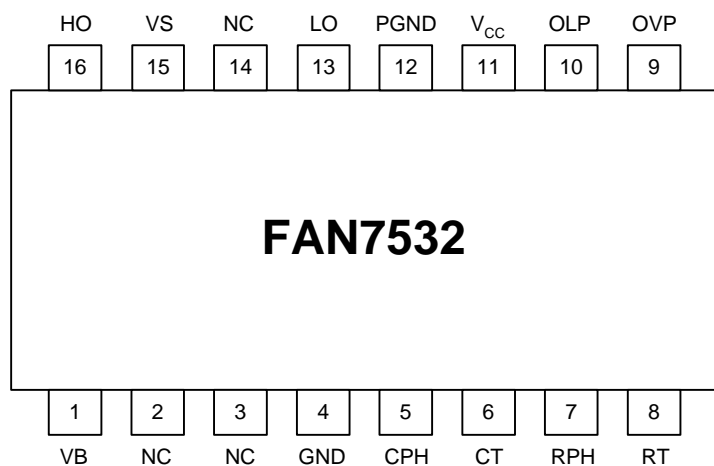 HO VS NC LO PGND VCC OLP OVP
16 15 14 13 12 11 10 9
FAN7532
1 2 3 4 5 6 7 8
VB NC NC GND CPH CT RPH RT